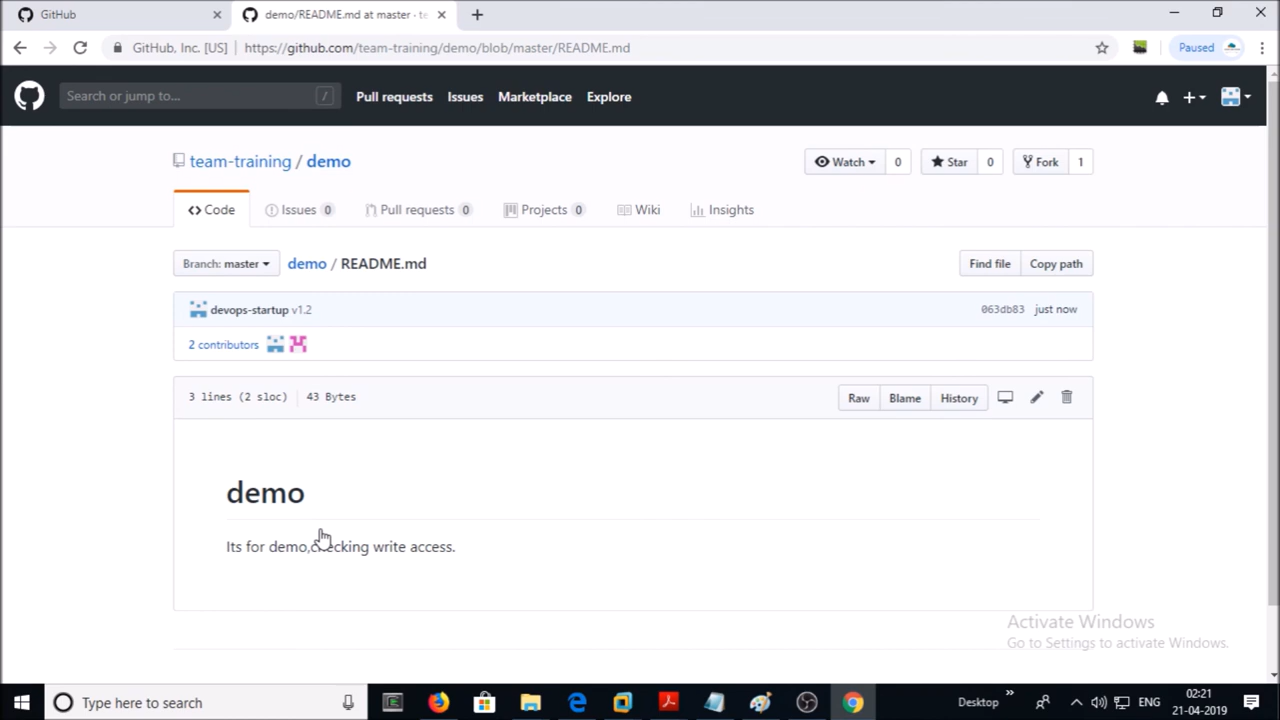 GitHub
demo/README.md at master · te
GitHub, Inc. [US] https://github.com/team-training/demo/blob/master/README.md
Paused
Search or jump to... /
Pull requests Issues Marketplace Explore
team-training / demo
Watch 0 Star 0 Fork 1
Code Issues 0 Pull requests 0 Projects 0 Wiki Insights
Branch: master demo / README.md
Find file Copy path
devops-startup v1.2
063db83 just now
2 contributors
3 lines (2 sloc) 43 Bytes
Raw Blame History
demo
Its for demo,checking write access.
Activate Windows
Go to Settings to activate Windows.
Type here to search
Desktop
ENG
02:21
21-04-2019